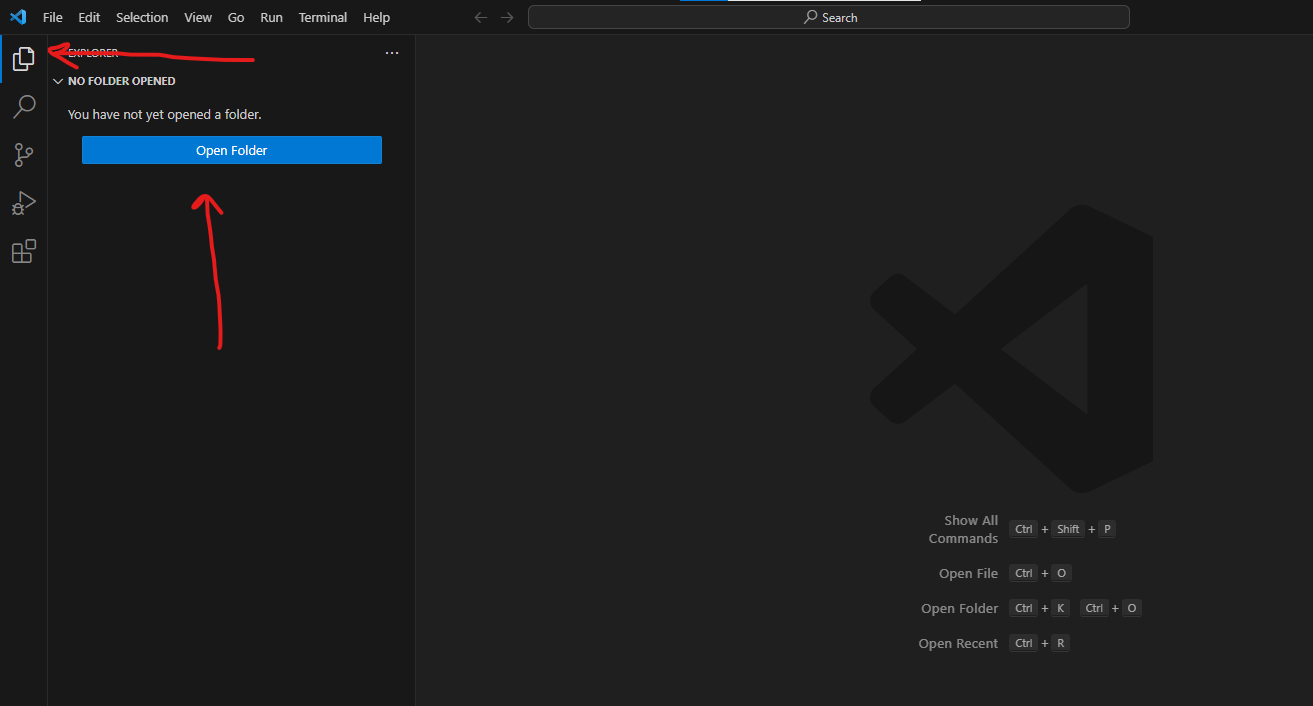 File Edit Selection View Go Run Terminal Help
Search
EXPLORER
NO FOLDER OPENED
You have not yet opened a folder.
Open Folder
Show All
Commands Ctrl + Shift + P
Open File Ctrl + O
Open Folder Ctrl + K Ctrl + O
Open Recent Ctrl + R